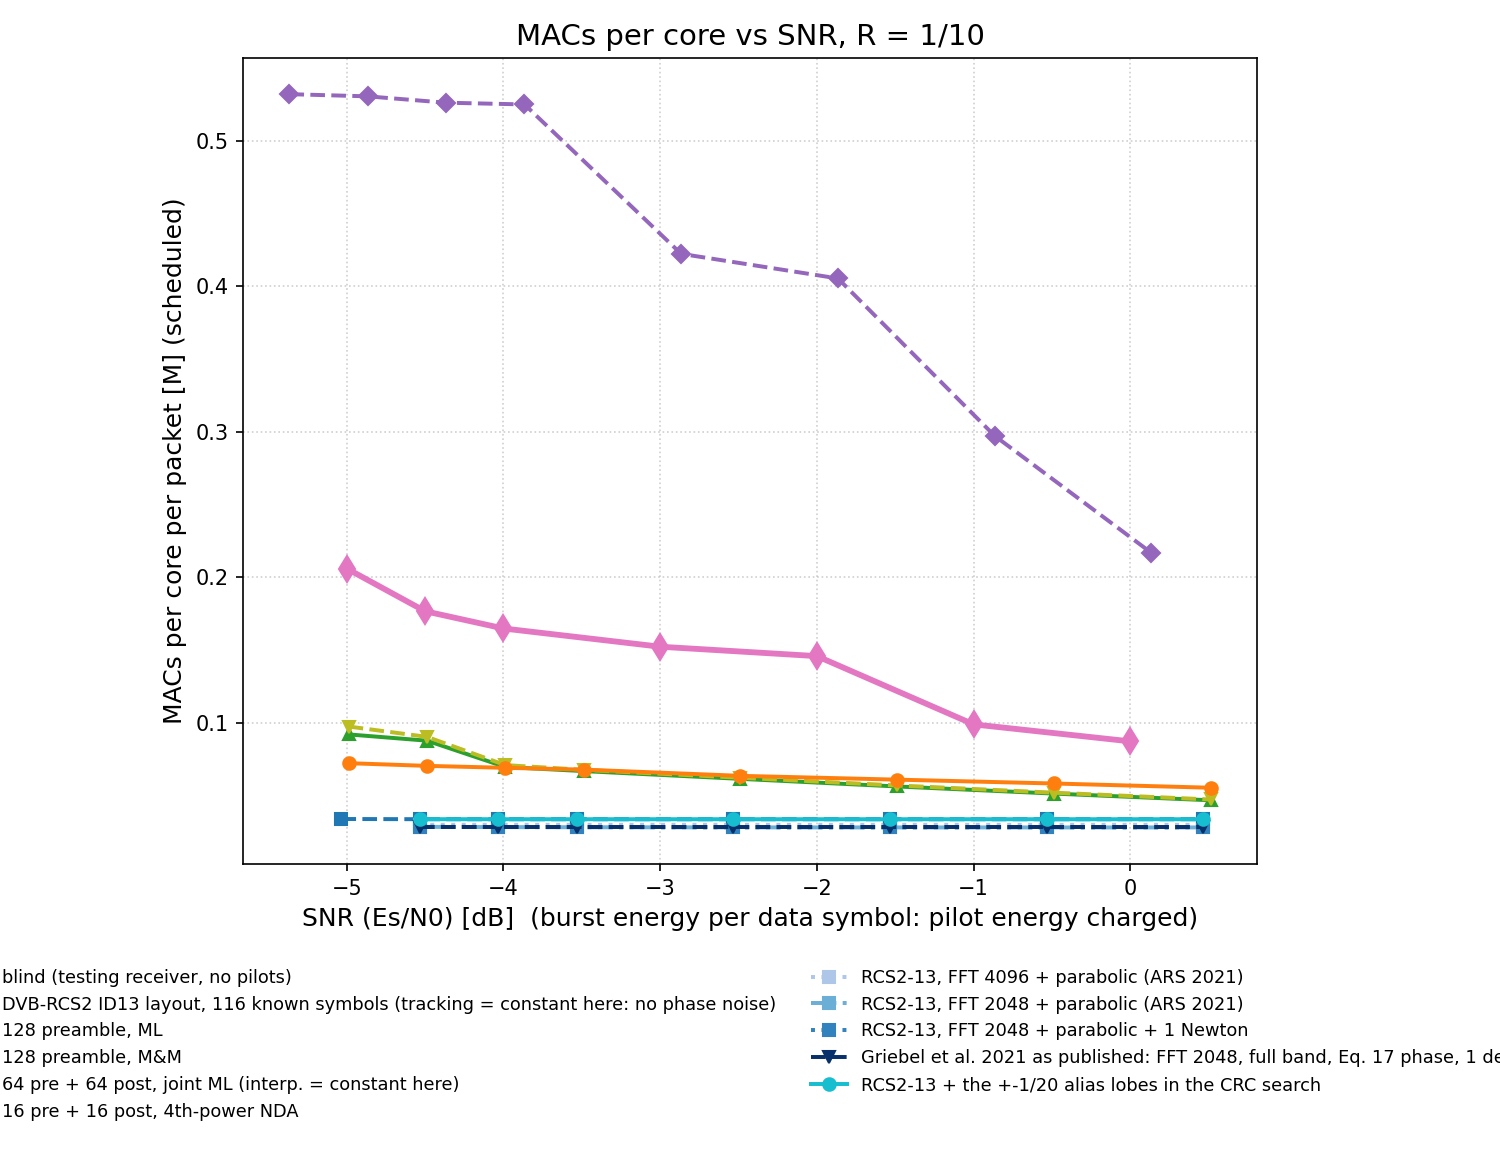 MACs per core vs SNR, R = 1/10
MACs per core per packet [M] (scheduled)
0.5
0.4
0.3
0.2
0.1
−5
−4
−3
−2
−1
0
SNR (Es/N0) [dB]  (burst energy per data symbol: pilot energy charged)
blind (testing receiver, no pilots)
DVB-RCS2 ID13 layout, 116 known symbols (tracking = constant here: no phase noise)
128 preamble, ML
128 preamble, M&M
64 pre + 64 post, joint ML (interp. = constant here)
16 pre + 16 post, 4th-power NDA
RCS2-13, FFT 4096 + parabolic (ARS 2021)
RCS2-13, FFT 2048 + parabolic (ARS 2021)
RCS2-13, FFT 2048 + parabolic + 1 Newton
Griebel et al. 2021 as published: FFT 2048, full band, Eq. 17 phase, 1 de
RCS2-13 + the +-1/20 alias lobes in the CRC search